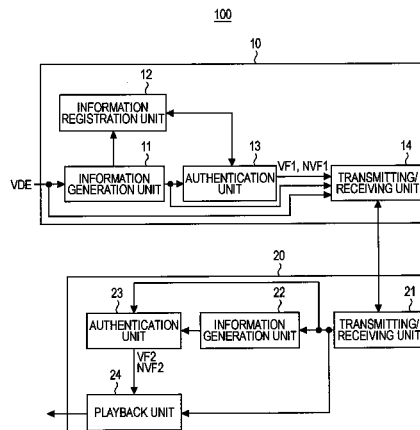 100
10
12
INFORMATION
REGISTRATION UNIT
11
13
VF1, NVF1
14
VDE
INFORMATION
GENERATION UNIT
AUTHENTICATION
UNIT
TRANSMITTING/
RECEIVING UNIT
20
23
22
21
AUTHENTICATION
UNIT
INFORMATION
GENERATION UNIT
TRANSMITTING/
RECEIVING UNIT
VF2
NVF2
24
PLAYBACK UNIT